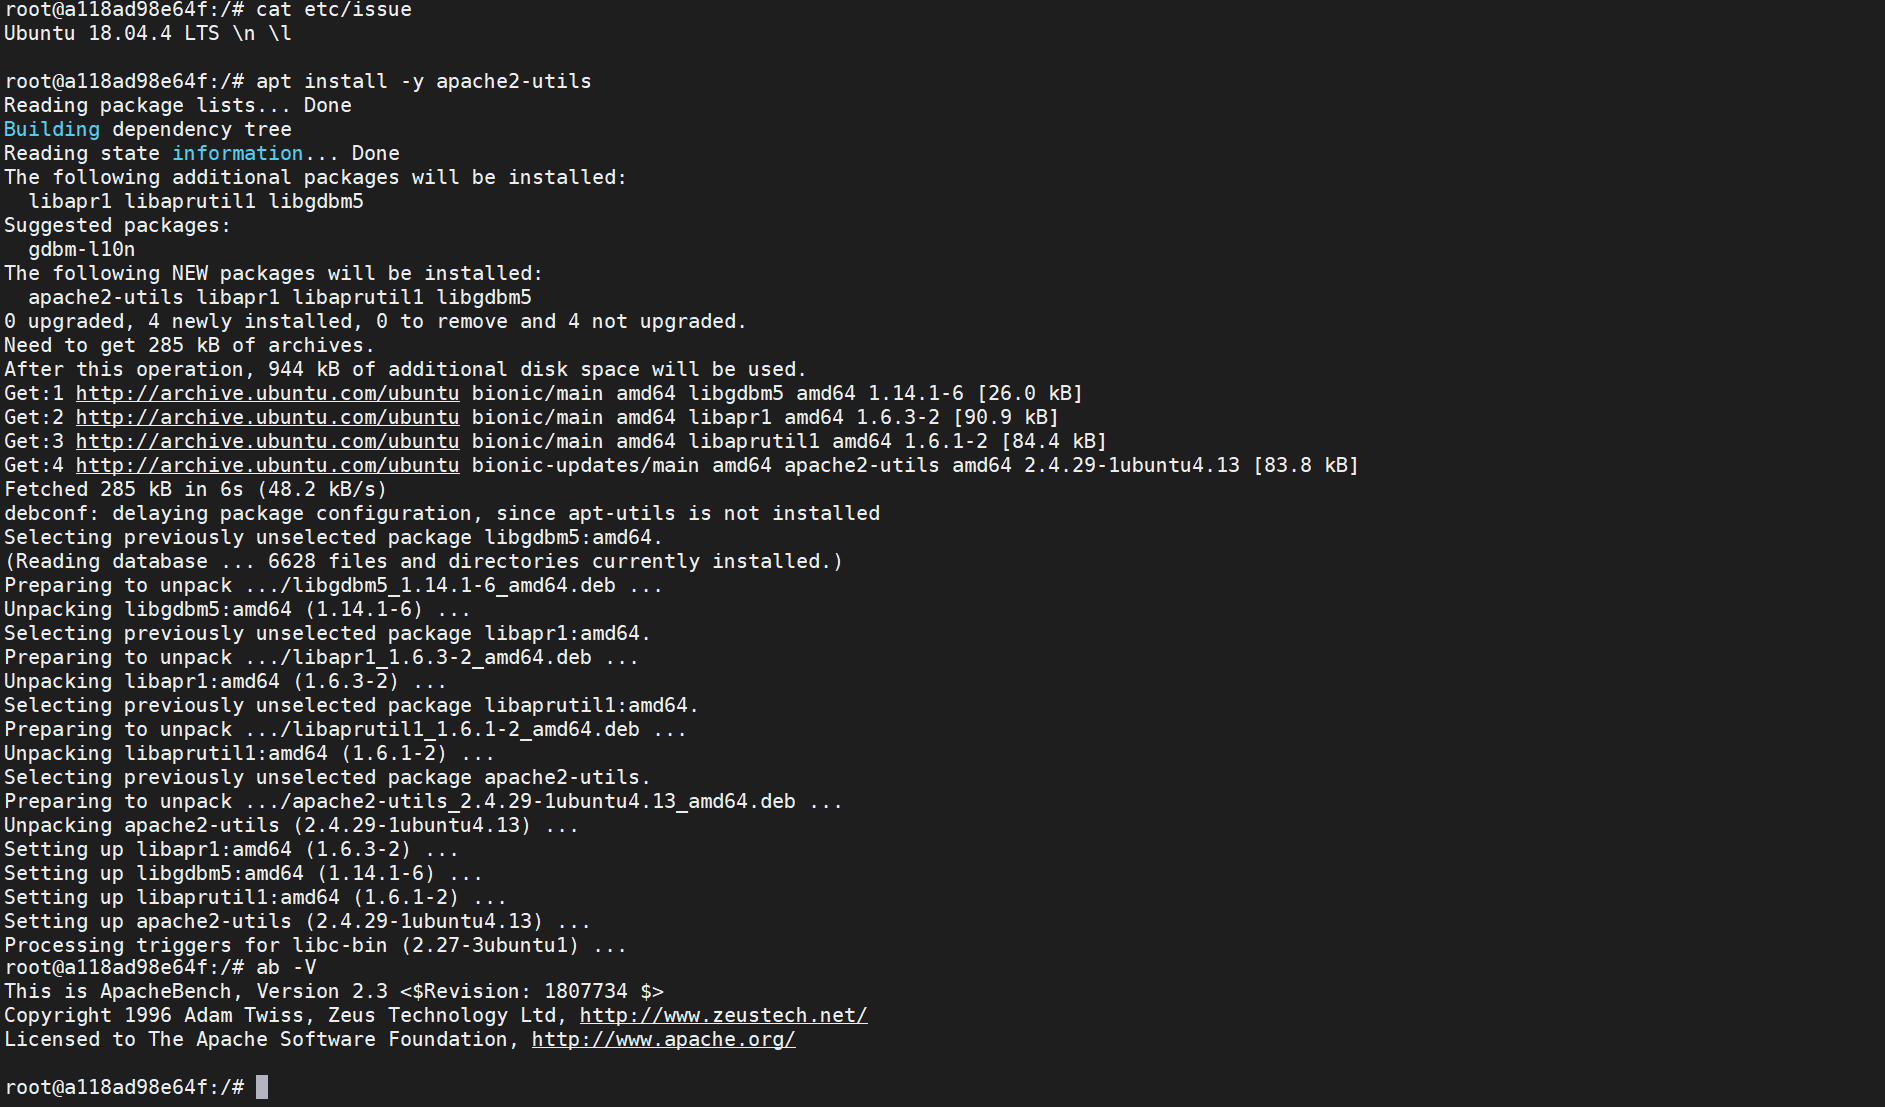 root@a118ad98e64f:/# cat etc/issue
Ubuntu 18.04.4 LTS \n \l
root@a118ad98e64f:/# apt install -y apache2-utils
Reading package lists... Done
Building dependency tree
Reading state information... Done
The following additional packages will be installed:
  libapr1 libaprutil1 libgdbm5
Suggested packages:
  gdbm-l10n
The following NEW packages will be installed:
  apache2-utils libapr1 libaprutil1 libgdbm5
0 upgraded, 4 newly installed, 0 to remove and 4 not upgraded.
Need to get 285 kB of archives.
After this operation, 944 kB of additional disk space will be used.
Get:1 http://archive.ubuntu.com/ubuntu bionic/main amd64 libgdbm5 amd64 1.14.1-6 [26.0 kB]
Get:2 http://archive.ubuntu.com/ubuntu bionic/main amd64 libapr1 amd64 1.6.3-2 [90.9 kB]
Get:3 http://archive.ubuntu.com/ubuntu bionic/main amd64 libaprutil1 amd64 1.6.1-2 [84.4 kB]
Get:4 http://archive.ubuntu.com/ubuntu bionic-updates/main amd64 apache2-utils amd64 2.4.29-1ubuntu4.13 [83.8 kB]
Fetched 285 kB in 6s (48.2 kB/s)
debconf: delaying package configuration, since apt-utils is not installed
Selecting previously unselected package libgdbm5:amd64.
(Reading database ... 6628 files and directories currently installed.)
Preparing to unpack .../libgdbm5_1.14.1-6_amd64.deb ...
Unpacking libgdbm5:amd64 (1.14.1-6) ...
Selecting previously unselected package libapr1:amd64.
Preparing to unpack .../libapr1_1.6.3-2_amd64.deb ...
Unpacking libapr1:amd64 (1.6.3-2) ...
Selecting previously unselected package libaprutil1:amd64.
Preparing to unpack .../libaprutil1_1.6.1-2_amd64.deb ...
Unpacking libaprutil1:amd64 (1.6.1-2) ...
Selecting previously unselected package apache2-utils.
Preparing to unpack .../apache2-utils_2.4.29-1ubuntu4.13_amd64.deb ...
Unpacking apache2-utils (2.4.29-1ubuntu4.13) ...
Setting up libapr1:amd64 (1.6.3-2) ...
Setting up libgdbm5:amd64 (1.14.1-6) ...
Setting up libaprutil1:amd64 (1.6.1-2) ...
Setting up apache2-utils (2.4.29-1ubuntu4.13) ...
Processing triggers for libc-bin (2.27-3ubuntu1) ...
root@a118ad98e64f:/# ab -V
This is ApacheBench, Version 2.3 <$Revision: 1807734 $>
Copyright 1996 Adam Twiss, Zeus Technology Ltd, http://www.zeustech.net/
Licensed to The Apache Software Foundation, http://www.apache.org/
root@a118ad98e64f:/#